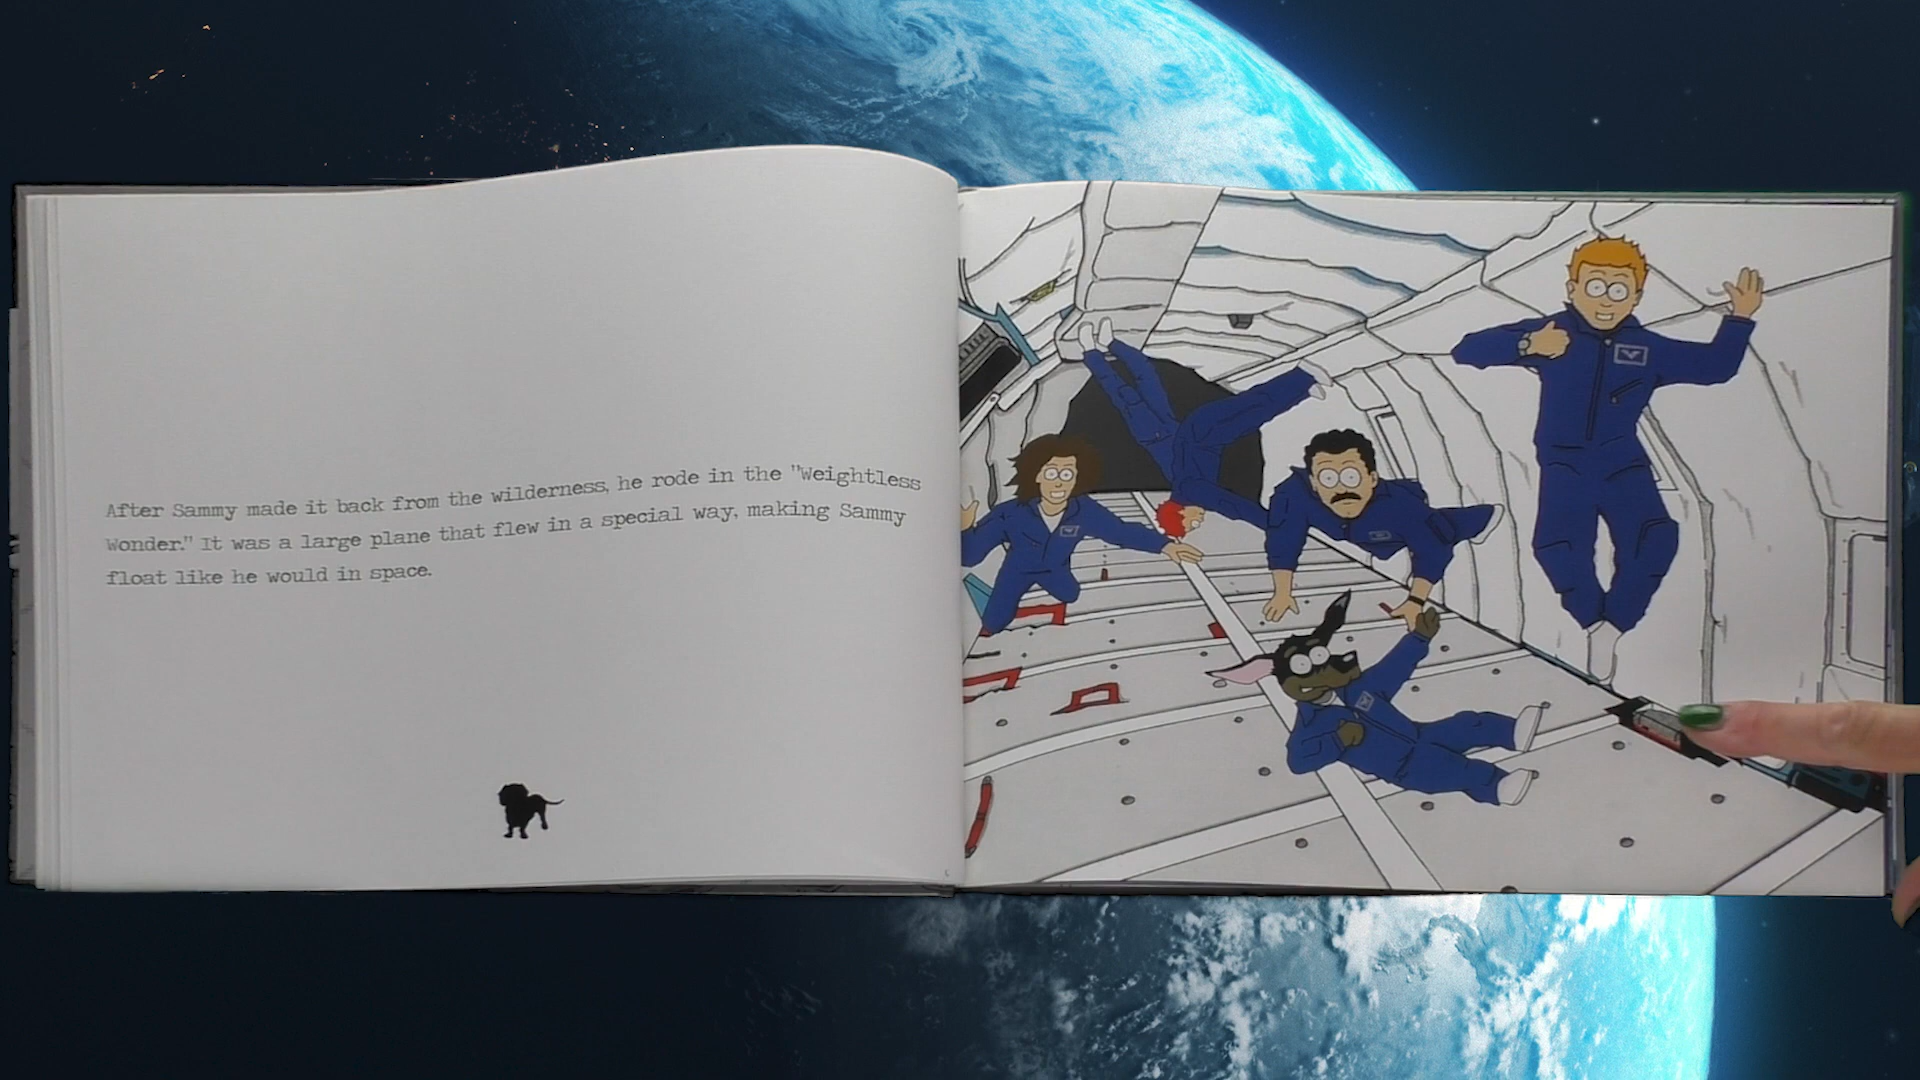 After Sammy made it back from the wilderness, he rode in the "Weightless
Wonder." It was a large plane that flew in a special way, making Sammy
float like he would in space.